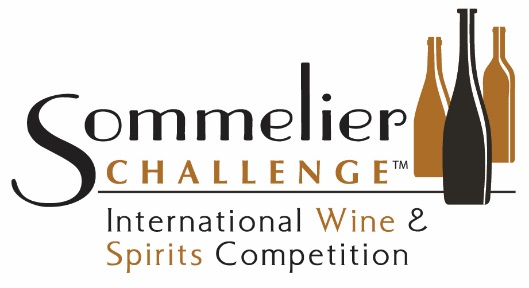 Sommelier
CHALLENGE™
International Wine &
Spirits Competition